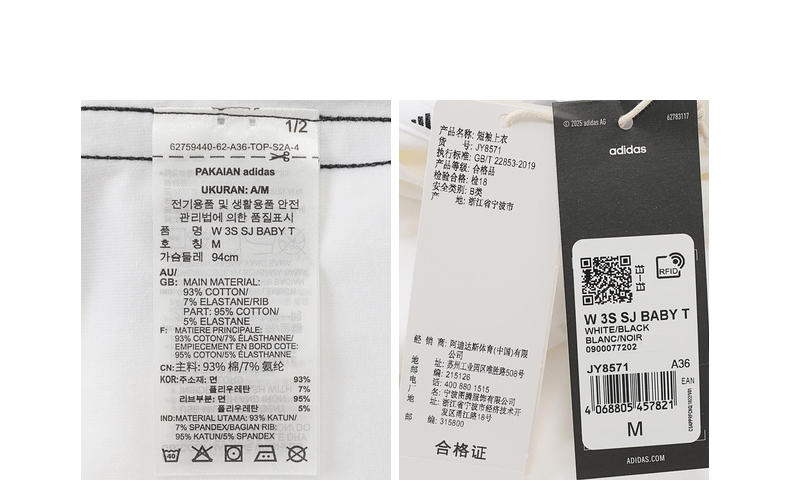 1/2
62759440-62-A36-TOP-S2A-4
PAKAIAN adidas
UKURAN: A/M
전기용품 및 생활용품 안전
관리법에 의한 품질표시
품 명 W 3S SJ BABY T
호 칭 M
가슴둘레 94cm
AU/
GB: MAIN MATERIAL:
93% COTTON/
7% ELASTANE/RIB
PART: 95% COTTON/
5% ELASTANE
F: MATIERE PRINCIPALE:
93% COTON/7% ÉLASTHANNE/
EMPIECEMENT EN BORD COTE:
95% COTON/5% ÉLASTHANNE
CN:主料: 93% 棉/7% 氨纶
KOR:주소재: 면 93%
폴리우레탄 7%
리브부분: 면 95%
폴리우레탄 5%
IND:MATERIAL UTAMA: 93% KATUN/
7% SPANDEX/BAGIAN RIB:
95% KATUN/5% SPANDEX
40
产品名称: 短袖上衣
货 号: JY8571
执行标准: GB/T 22853-2019
产品等级: 合格品
检验合格: 检18
安全类别: B类
产 地: 浙江省宁波市
经 销 商: 阿迪达斯体育(中国)有限
公司
地 址: 苏州工业园区唯胜路508号
邮 编: 215126
电 话: 400 880 1515
厂 名: 宁波甬腾服饰有限公司
地 址: 浙江省宁波市经济技术开
发区甬江路18号
邮 编: 315800
合格证
© 2025 adidas AG
62783117
adidas
RFID
W 3S SJ BABY T
WHITE/BLACK
BLANC/NOIR
0900077202
JY8571 A36
EAN
4 068805 457821
M
ADIDAS.COM